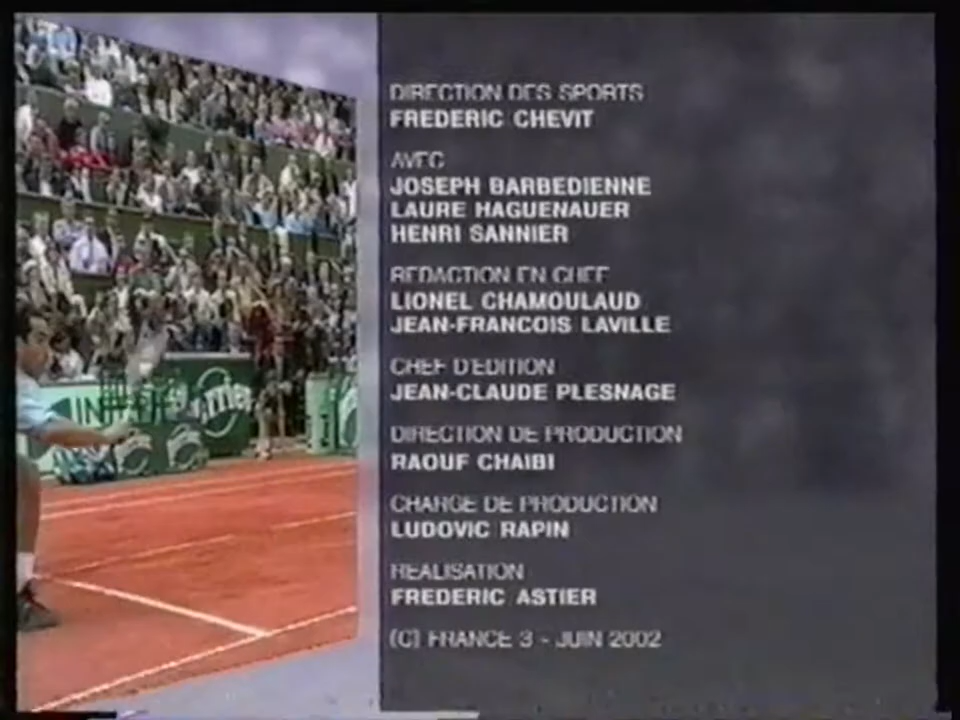 DIRECTION DES SPORTS
FREDERIC CHEVIT
AVEC
JOSEPH BARBEDIENNE
LAURE HAGUENAUER
HENRI SANNIER
REDACTION EN CHEF
LIONEL CHAMOULAUD
JEAN-FRANCOIS LAVILLE
CHEF D'EDITION
JEAN-CLAUDE PLESNAGE
DIRECTION DE PRODUCTION
RAOUF CHAIBI
CHARGE DE PRODUCTION
LUDOVIC RAPIN
REALISATION
FREDERIC ASTIER
(C) FRANCE 3 - JUIN 2002